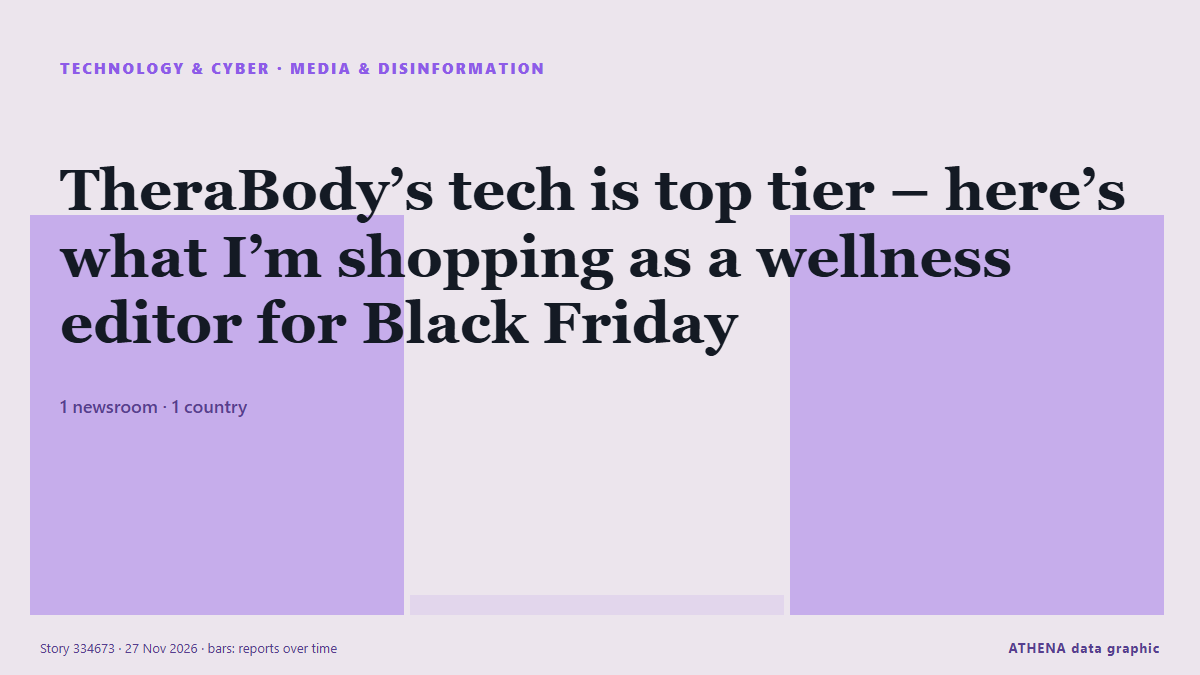 TECHNOLOGY & CYBER · MEDIA & DISINFORMATION
TheraBody’s tech is top tier – here’s
what I’m shopping as a wellness
editor for Black Friday
1 newsroom · 1 country
Story 334673 · 27 Nov 2026 · bars: reports over time
ATHENA data graphic